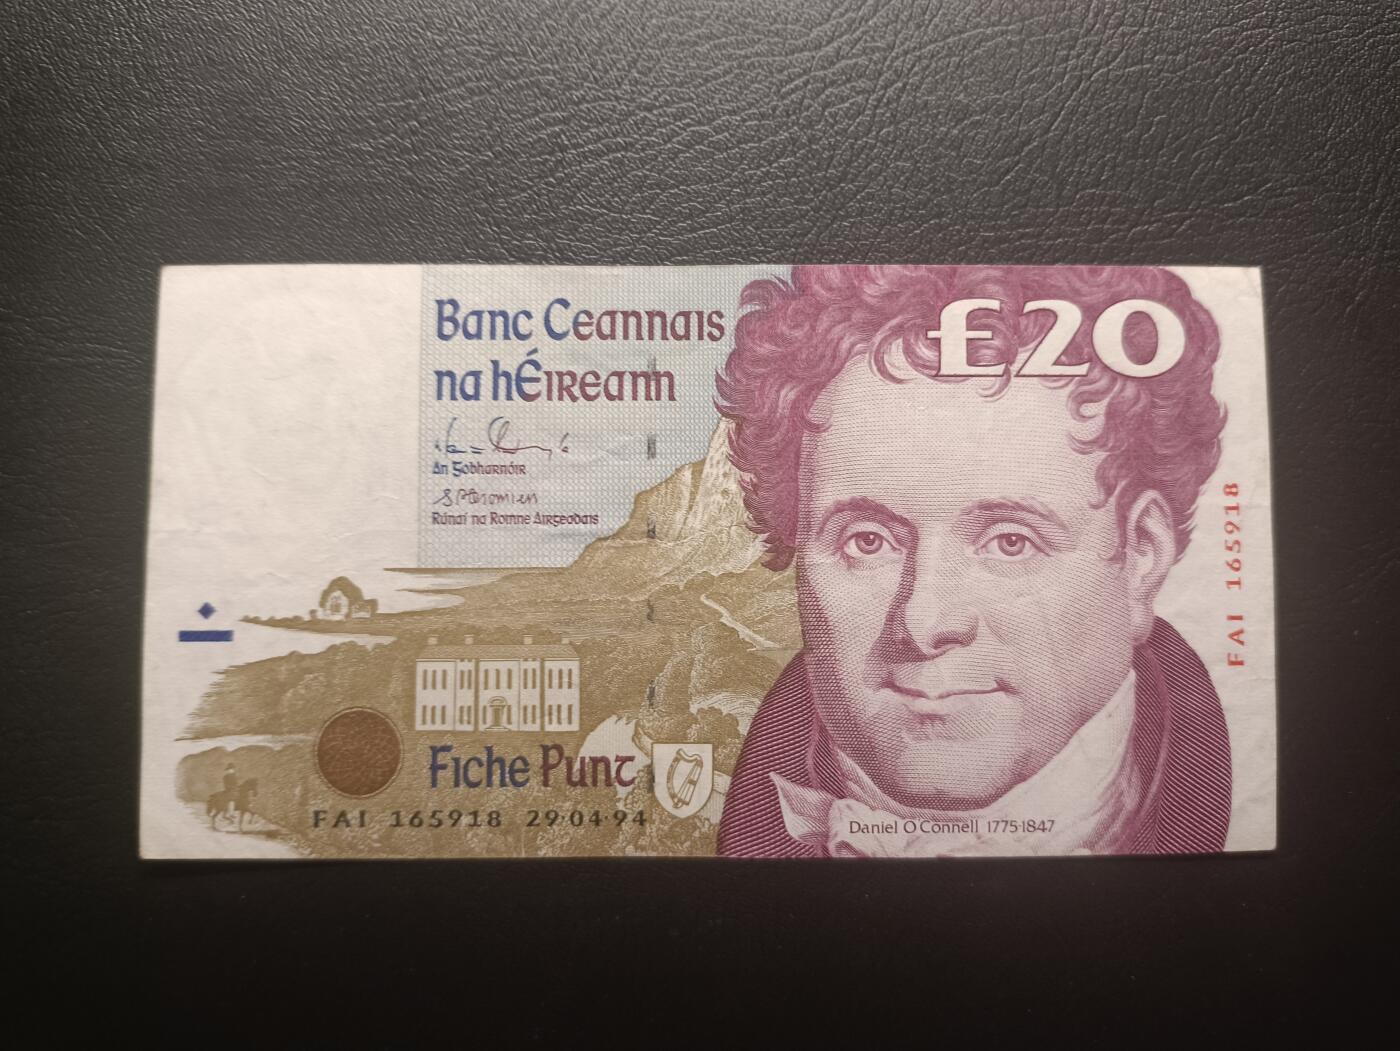 Banc Ceannais
na hÉireann
£20
An Gobharnóir
Rúnaí na Roinne Airgeadais
FAI 165918
Fiche Punt
FAI 165918 29·04·94
Daniel O'Connell 1775·1847